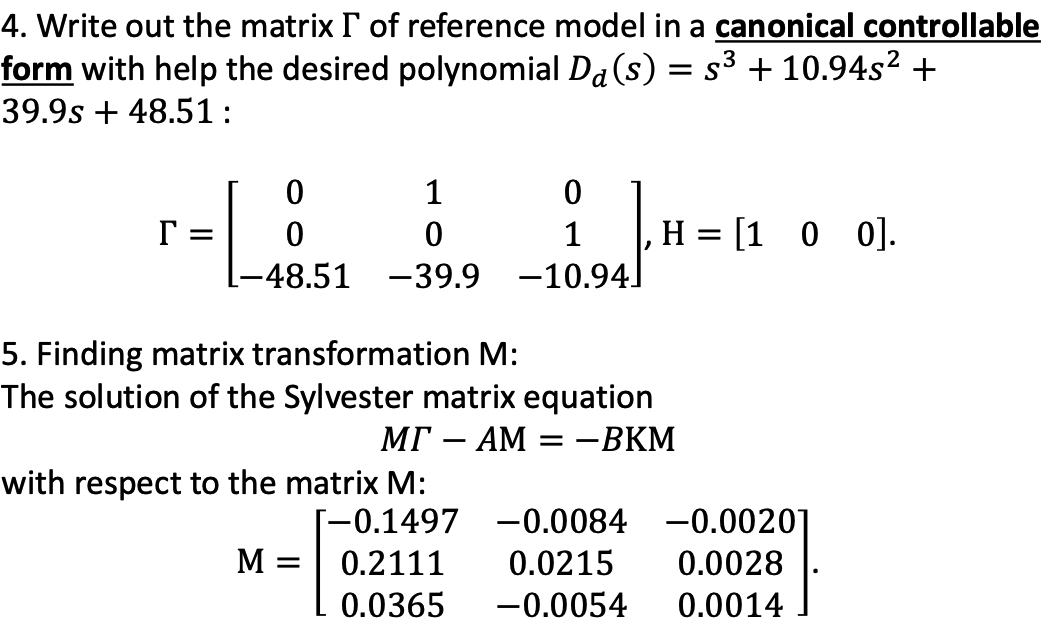 4. Write out the matrix Γ of reference model in a canonical controllable
form with help the desired polynomial D_d(s) = s³ + 10.94s² +
39.9s + 48.51 :
Γ = [0 1 0
0 0 1
−48.51 −39.9 −10.94], H = [1 0 0].
5. Finding matrix transformation M:
The solution of the Sylvester matrix equation
MΓ − AM = −BKM
with respect to the matrix M:
M = [−0.1497 −0.0084 −0.0020
0.2111 0.0215 0.0028
0.0365 −0.0054 0.0014].